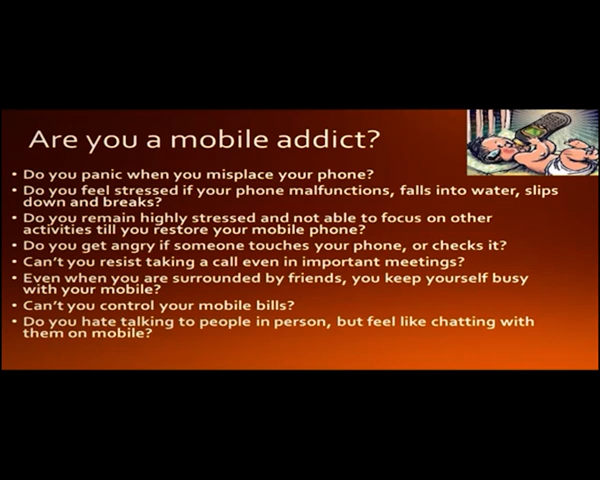 Are you a mobile addict?
• Do you panic when you misplace your phone?
• Do you feel stressed if your phone malfunctions, falls into water, slips
down and breaks?
• Do you remain highly stressed and not able to focus on other
activities till you restore your mobile phone?
• Do you get angry if someone touches your phone, or checks it?
• Can't you resist taking a call even in important meetings?
• Even when you are surrounded by friends, you keep yourself busy
with your mobile?
• Can't you control your mobile bills?
• Do you hate talking to people in person, but feel like chatting with
them on mobile?